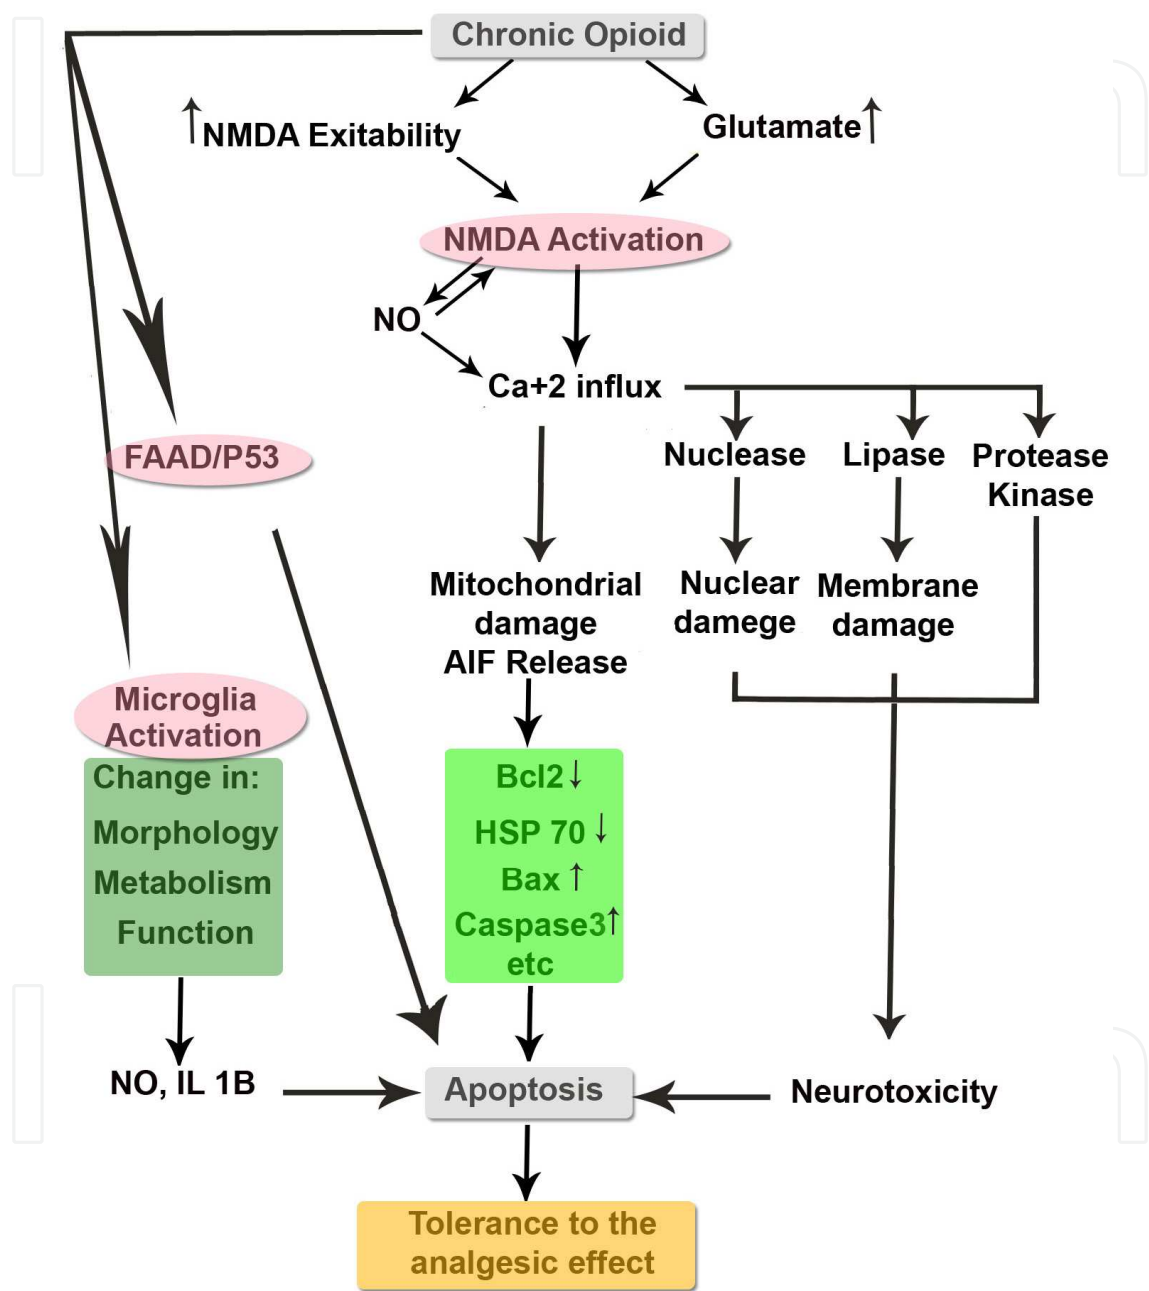 Chronic Opioid
↑NMDA Exitability
Glutamate↑
NMDA Activation
NO
Ca+2 influx
Nuclease
Lipase
Protease
Kinase
FAAD/P53
Mitochondrial
damage
AIF Release
Nuclear
damege
Membrane
damage
Microglia
Activation
Change in:
Morphology
Metabolism
Function
Bcl2↓
HSP 70↓
Bax↑
Caspase3↑
etc
NO, IL 1B
Apoptosis
Neurotoxicity
Tolerance to the
analgesic effect